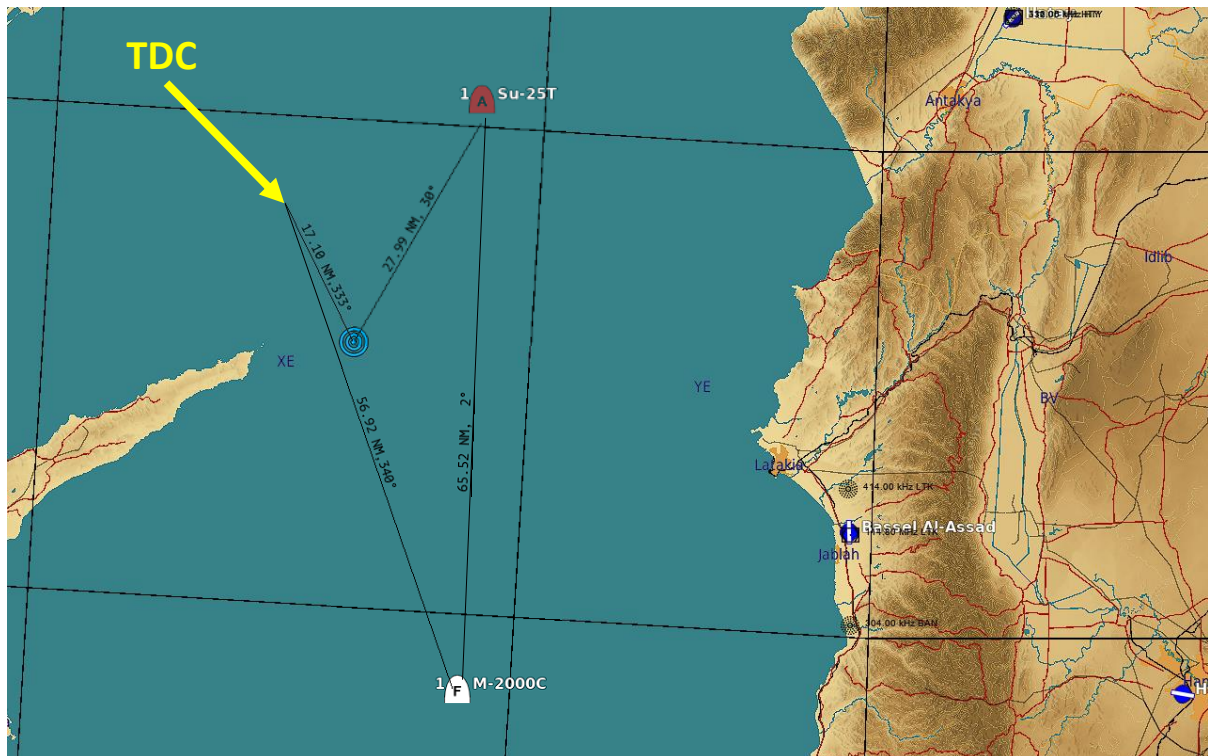 TDC
1 A Su-25T
Antakya
27.99 NM, 30°
17.10 NM,333°
Idlib
XE
YE
BV
56.92 NM,340°
65.52 NM, 2°
Latakia
414.00 kHz LTK
Bassel Al-Assad
Jablah
304.00 kHz BAN
1 F M-2000C